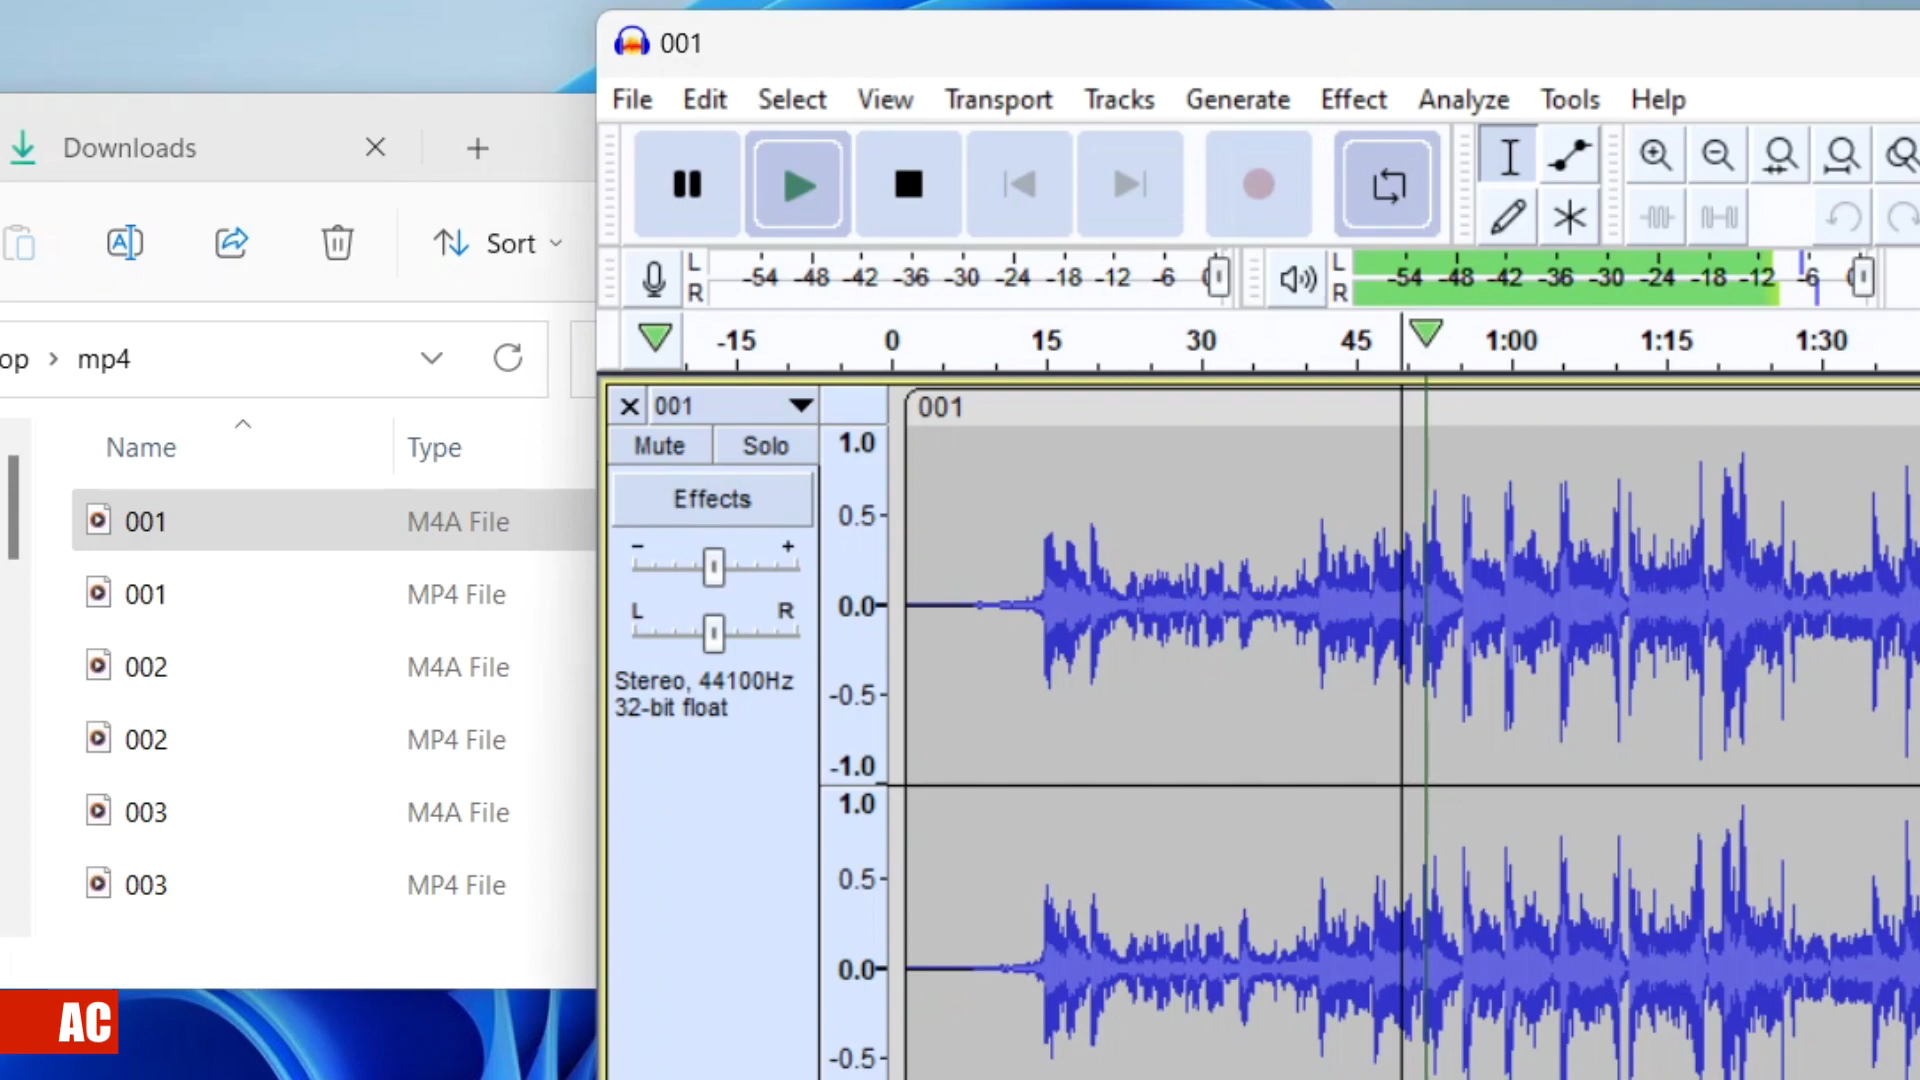 001
File Edit Select View Transport Tracks Generate Effect Analyze Tools Help
Downloads
Sort
L
R
-54 -48 -42 -36 -30 -24 -18 -12 -6
L
R
-54 -48 -42 -36 -30 -24 -18 -12 -6
-15 0 15 30 45 1:00 1:15 1:30
op > mp4
Name Type
001 M4A File
001 MP4 File
002 M4A File
002 MP4 File
003 M4A File
003 MP4 File
001
001
Mute Solo
Effects
- +
L R
Stereo, 44100Hz
32-bit float
1.0
0.5
0.0
-0.5
-1.0
1.0
0.5
0.0
-0.5
AC